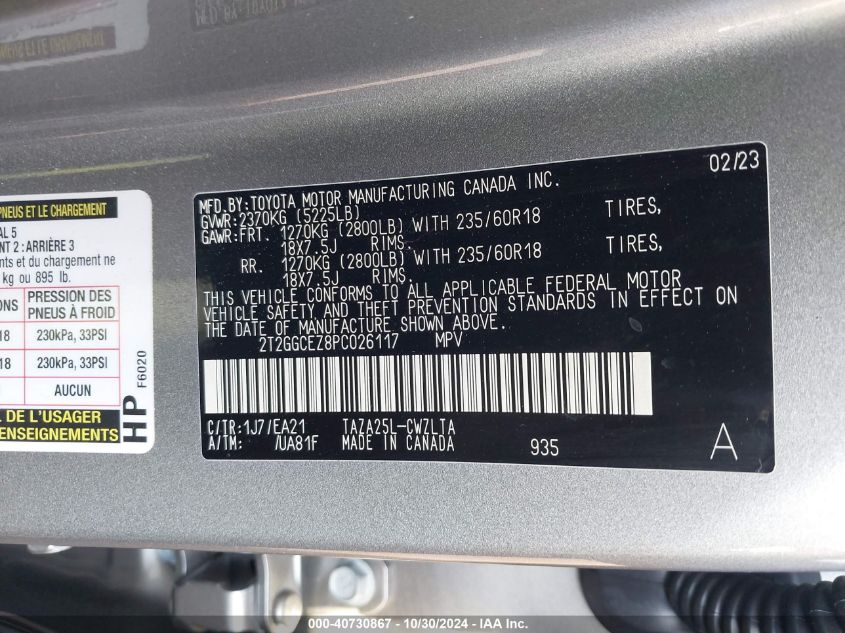 PNEUS ET LE CHARGEMENT
AL 5
NT 2 : ARRIÈRE 3
ents et du chargement ne
kg ou 895 lb.
ONS PRESSION DES PNEUS À FROID
18 230kPa, 33PSI
18 230kPa, 33PSI
AUCUN
L DE L'USAGER
RENSEIGNEMENTS
HP F6020
02/23
MFD.BY:TOYOTA MOTOR MANUFACTURING CANADA INC.
GVWR:2370KG (5225LB)
GAWR:FRT. 1270KG (2800LB) WITH 235/60R18 TIRES,
18X7.5J RIMS.
RR. 1270KG (2800LB) WITH 235/60R18 TIRES,
18X7.5J RIMS.
THIS VEHICLE CONFORMS TO ALL APPLICABLE FEDERAL MOTOR
VEHICLE SAFETY AND THEFT PREVENTION STANDARDS IN EFFECT ON
THE DATE OF MANUFACTURE SHOWN ABOVE.
2T2GGCEZ8PC026117 MPV
C/TR:1J7/EA21 TAZA25L-CWZLTA
A/TM: /UA81F MADE IN CANADA 935 A
000-40730867 - 10/30/2024 - IAA Inc.